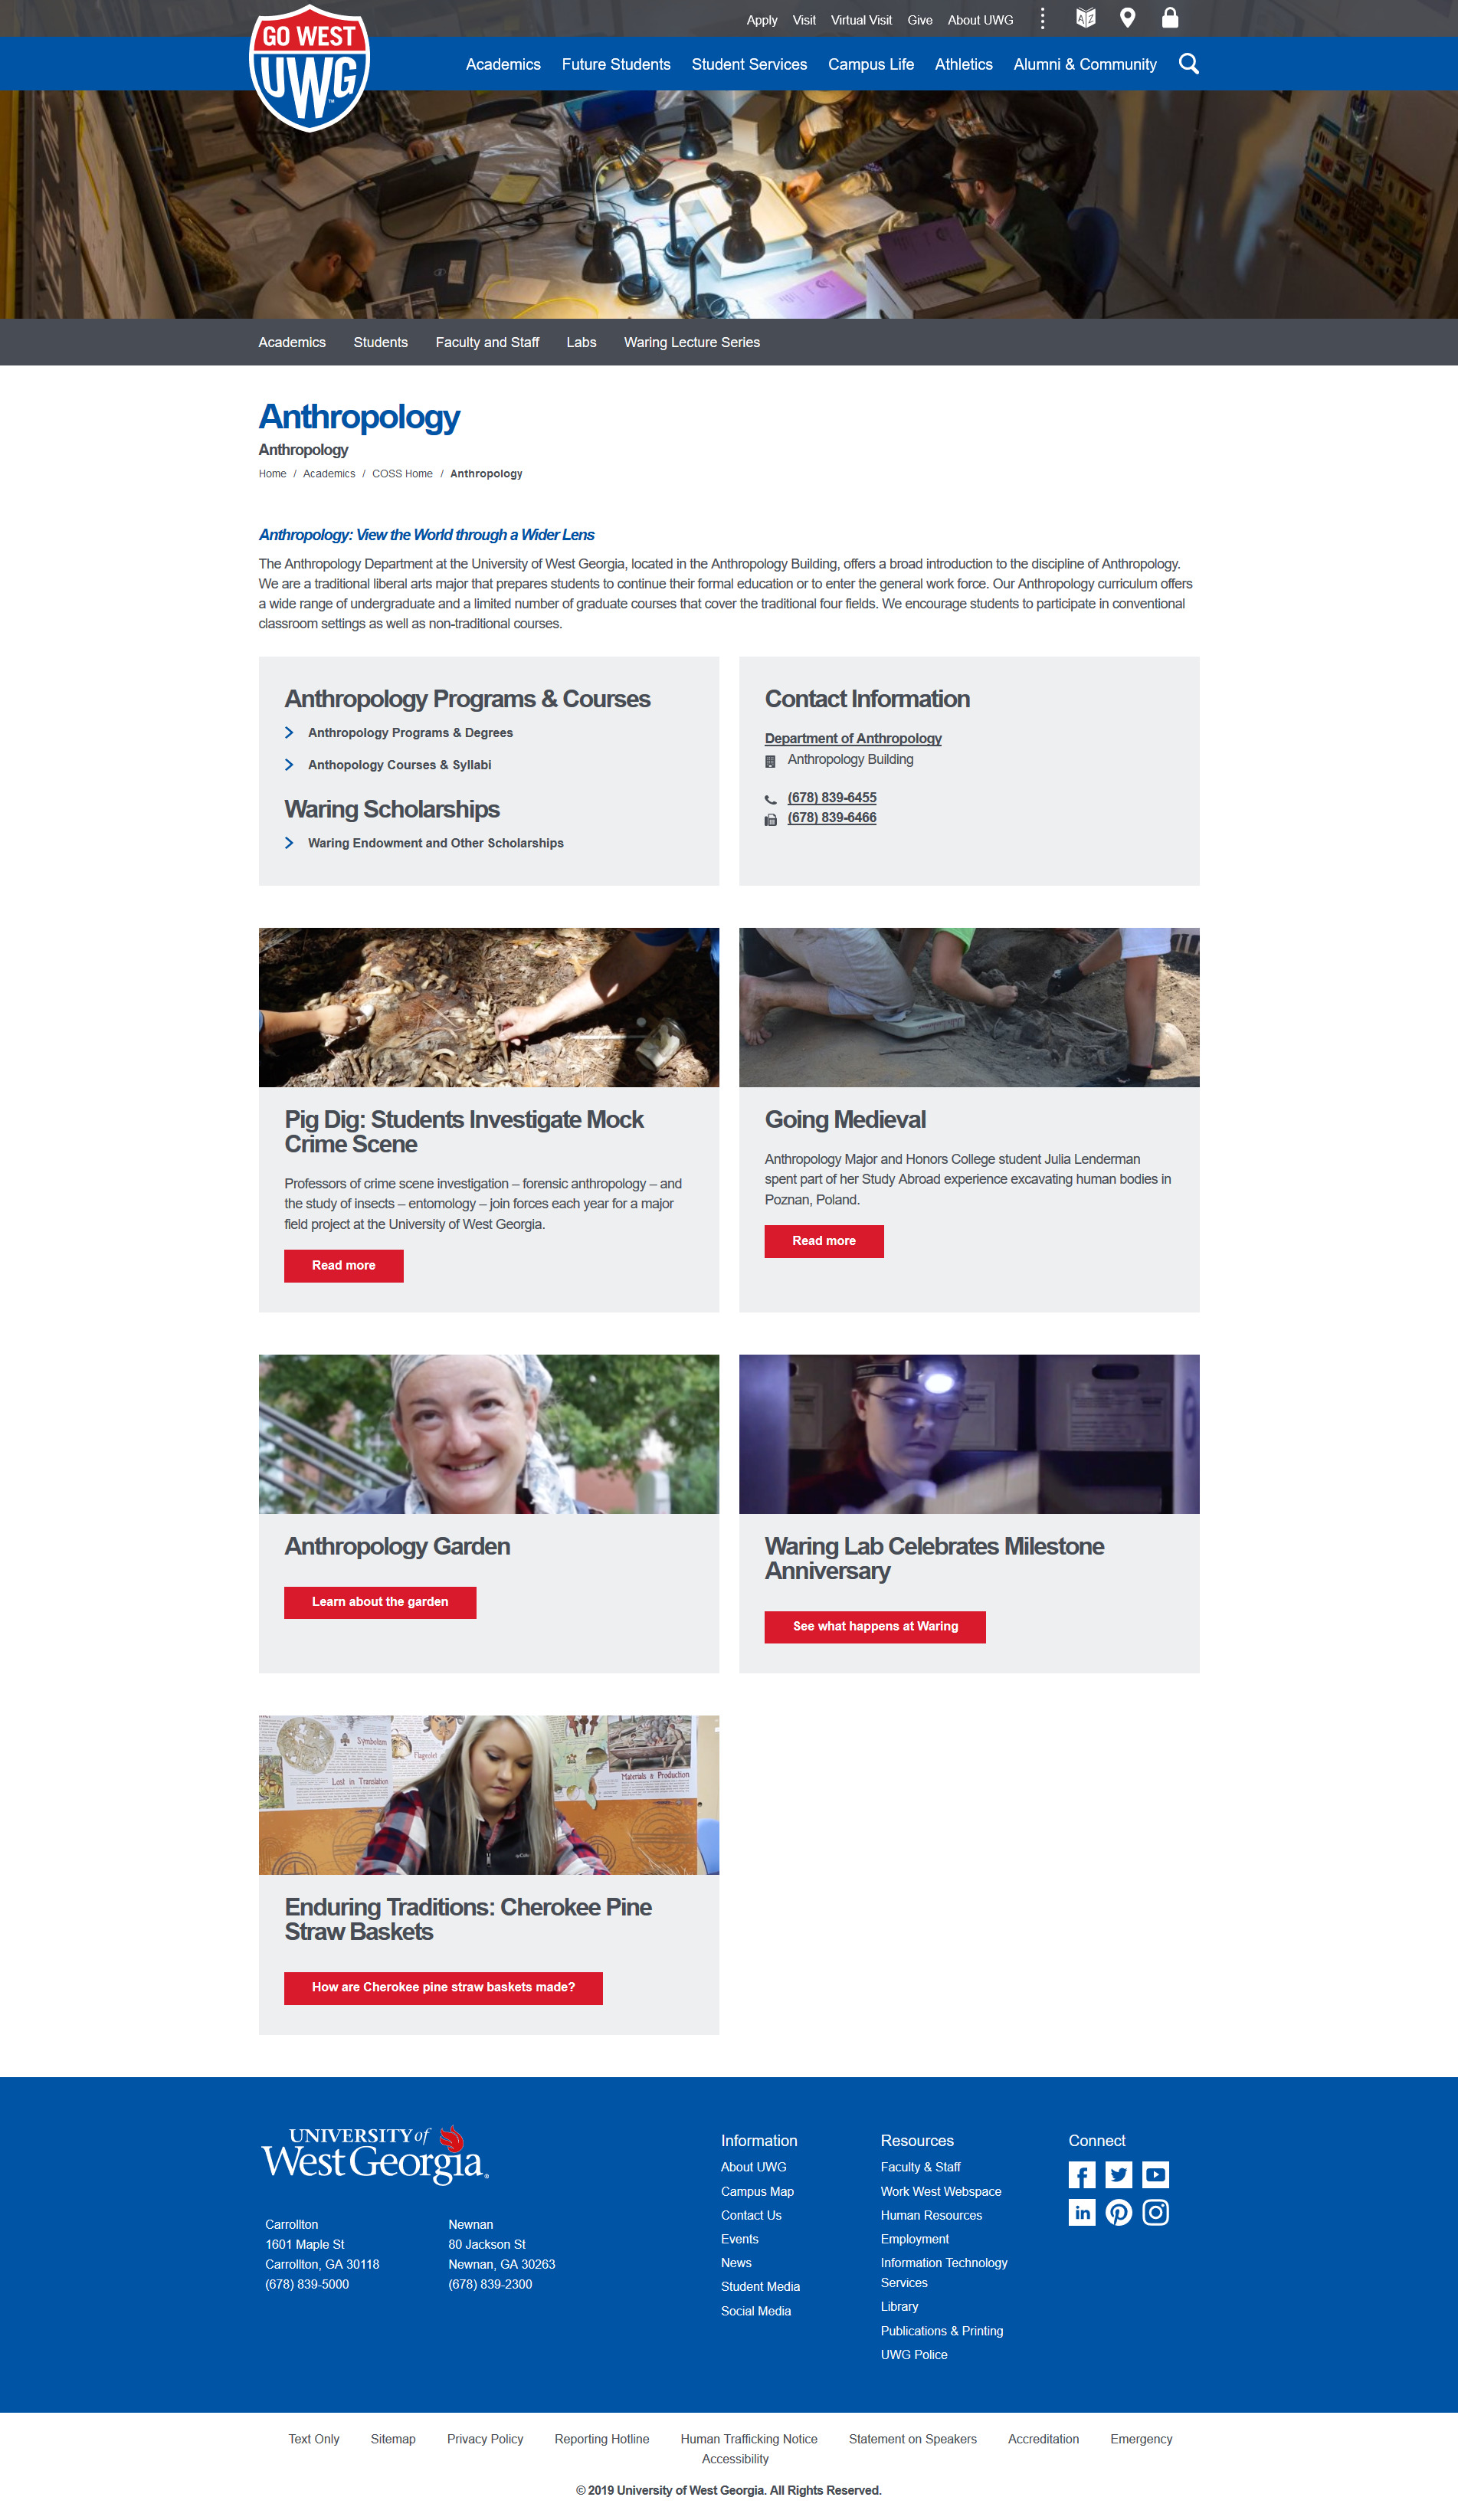 GO WEST
UWG
Apply Visit Virtual Visit Give About UWG
Academics Future Students Student Services Campus Life Athletics Alumni & Community
Academics Students Faculty and Staff Labs Waring Lecture Series
Anthropology
Anthropology
Home / Academics / COSS Home / Anthropology
Anthropology: View the World through a Wider Lens
The Anthropology Department at the University of West Georgia, located in the Anthropology Building, offers a broad introduction to the discipline of Anthropology.
We are a traditional liberal arts major that prepares students to continue their formal education or to enter the general work force. Our Anthropology curriculum offers
a wide range of undergraduate and a limited number of graduate courses that cover the traditional four fields. We encourage students to participate in conventional
classroom settings as well as non-traditional courses.
Anthropology Programs & Courses
Anthropology Programs & Degrees
Anthopology Courses & Syllabi
Waring Scholarships
Waring Endowment and Other Scholarships
Contact Information
Department of Anthropology
Anthropology Building
(678) 839-6455
(678) 839-6466
Pig Dig: Students Investigate Mock
Crime Scene
Professors of crime scene investigation – forensic anthropology – and
the study of insects – entomology – join forces each year for a major
field project at the University of West Georgia.
Read more
Going Medieval
Anthropology Major and Honors College student Julia Lenderman
spent part of her Study Abroad experience excavating human bodies in
Poznan, Poland.
Read more
Anthropology Garden
Learn about the garden
Waring Lab Celebrates Milestone
Anniversary
See what happens at Waring
Symbolism
Flageolet
Lost in Translation
Materials & Production
Enduring Traditions: Cherokee Pine
Straw Baskets
How are Cherokee pine straw baskets made?
UNIVERSITY of
West Georgia
Carrollton
1601 Maple St
Carrollton, GA 30118
(678) 839-5000
Newnan
80 Jackson St
Newnan, GA 30263
(678) 839-2300
Information
About UWG
Campus Map
Contact Us
Events
News
Student Media
Social Media
Resources
Faculty & Staff
Work West Webspace
Human Resources
Employment
Information Technology
Services
Library
Publications & Printing
UWG Police
Connect
Text Only Sitemap Privacy Policy Reporting Hotline Human Trafficking Notice Statement on Speakers Accreditation Emergency
Accessibility
© 2019 University of West Georgia. All Rights Reserved.